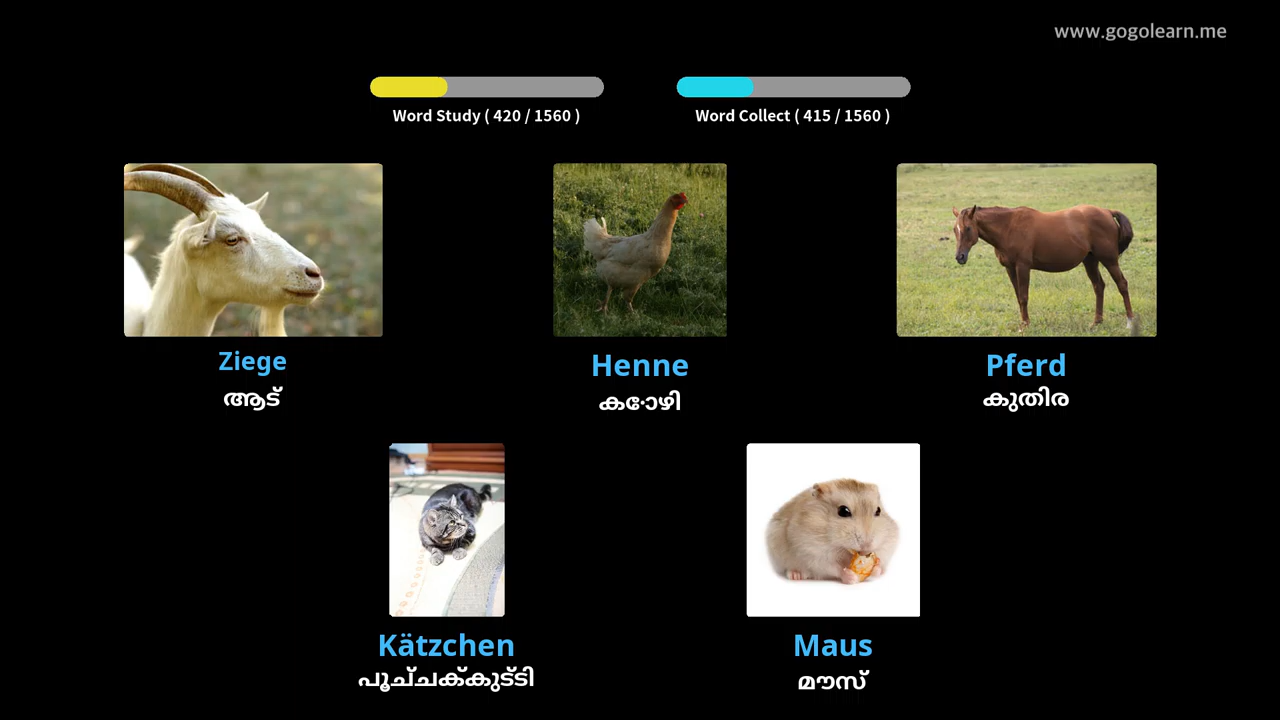 www.gogolearn.me
Word Study ( 420 / 1560 )
Word Collect ( 415 / 1560 )
Ziege
ആട്
Henne
കോഴി
Pferd
കുതിര
Kätzchen
പൂച്ചക്കുട്ടി
Maus
മൗസ്